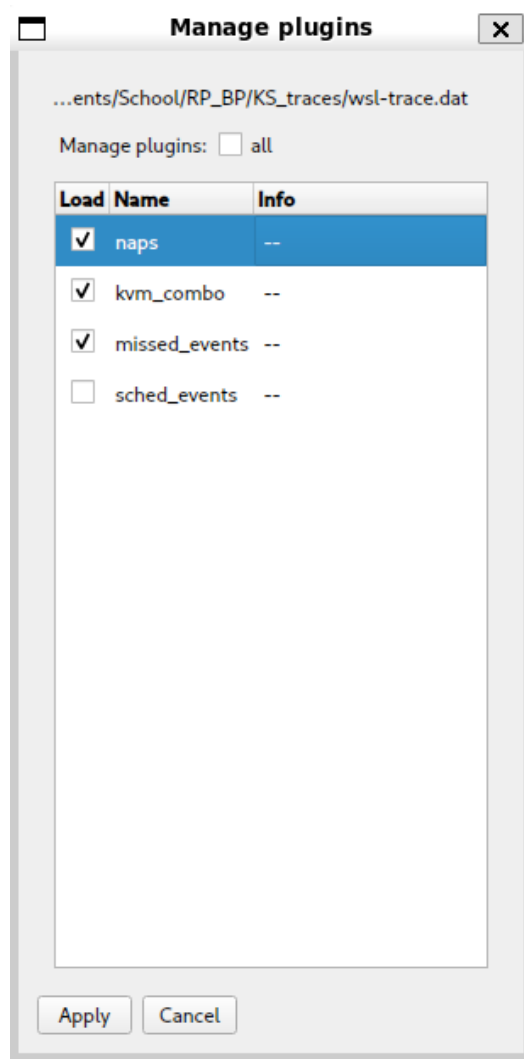 Manage plugins
...ents/School/RP_BP/KS_traces/wsl-trace.dat
Manage plugins: all
Load Name Info
naps --
kvm_combo --
missed_events --
sched_events --
Apply Cancel